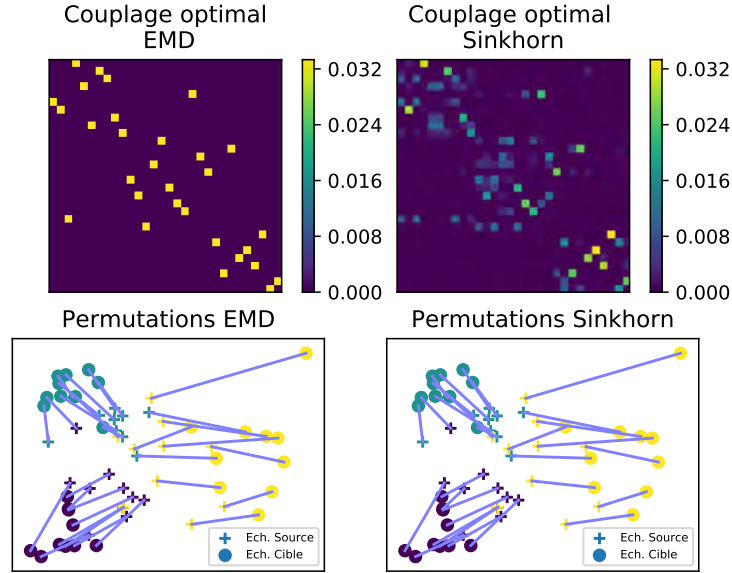 Couplage optimal
EMD
Couplage optimal
Sinkhorn
0.032
0.024
0.016
0.008
0.000
0.032
0.024
0.016
0.008
0.000
Permutations EMD
Permutations Sinkhorn
Ech. Source
Ech. Cible
Ech. Source
Ech. Cible